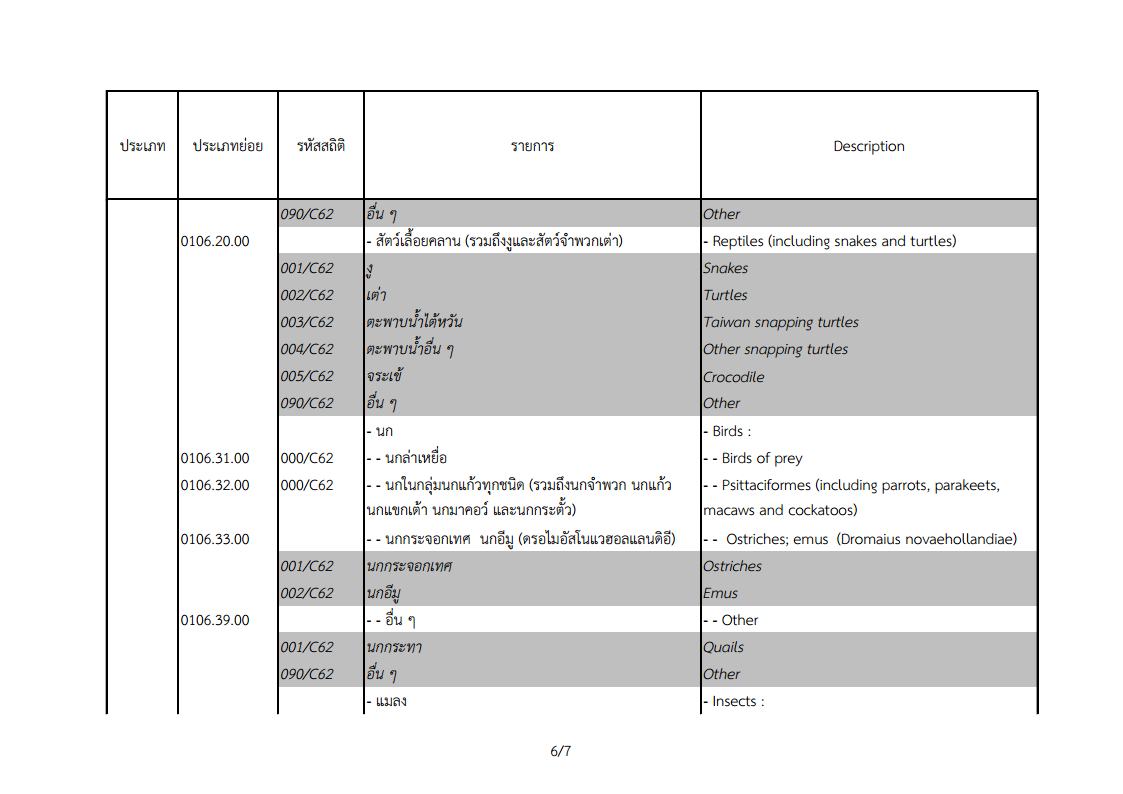 ประเภท ประเภทย่อย รหัสสถิติ รายการ Description
090/C62 อื่น ๆ Other
0106.20.00 - สัตว์เลื้อยคลาน (รวมถึงงูและสัตว์จำพวกเต่า) - Reptiles (including snakes and turtles)
001/C62 งู Snakes
002/C62 เต่า Turtles
003/C62 ตะพาบน้ำไต้หวัน Taiwan snapping turtles
004/C62 ตะพาบน้ำอื่น ๆ Other snapping turtles
005/C62 จระเข้ Crocodile
090/C62 อื่น ๆ Other
- นก - Birds :
0106.31.00 000/C62 - - นกล่าเหยื่อ - - Birds of prey
0106.32.00 000/C62 - - นกในกลุ่มนกแก้วทุกชนิด (รวมถึงนกจำพวก นกแก้ว - - Psittaciformes (including parrots, parakeets,
นกแขกเต้า นกมาคอว์ และนกกระตั้ว) macaws and cockatoos)
0106.33.00 - - นกกระจอกเทศ นกอีมู (ดรอไมอัสโนแวฮอลแลนดิอี) - - Ostriches; emus (Dromaius novaehollandiae)
001/C62 นกกระจอกเทศ Ostriches
002/C62 นกอีมู Emus
0106.39.00 - - อื่น ๆ - - Other
001/C62 นกกระทา Quails
090/C62 อื่น ๆ Other
- แมลง - Insects :
6/7